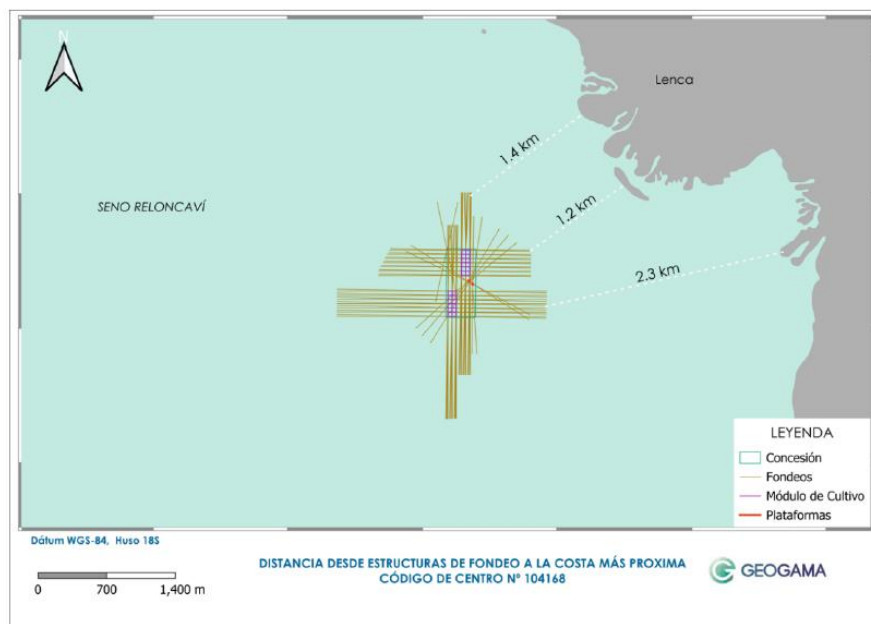 N
Lenca
1.4 km
SENO RELONCAVÍ
1.2 km
2.3 km
LEYENDA
Concesión
Fondeos
Módulo de Cultivo
Plataformas
Dátum WGS-84, Huso 18S
DISTANCIA DESDE ESTRUCTURAS DE FONDEO A LA COSTA MÁS PROXIMA
CÓDIGO DE CENTRO Nº 104168
GEOGAMA
0 700 1,400 m